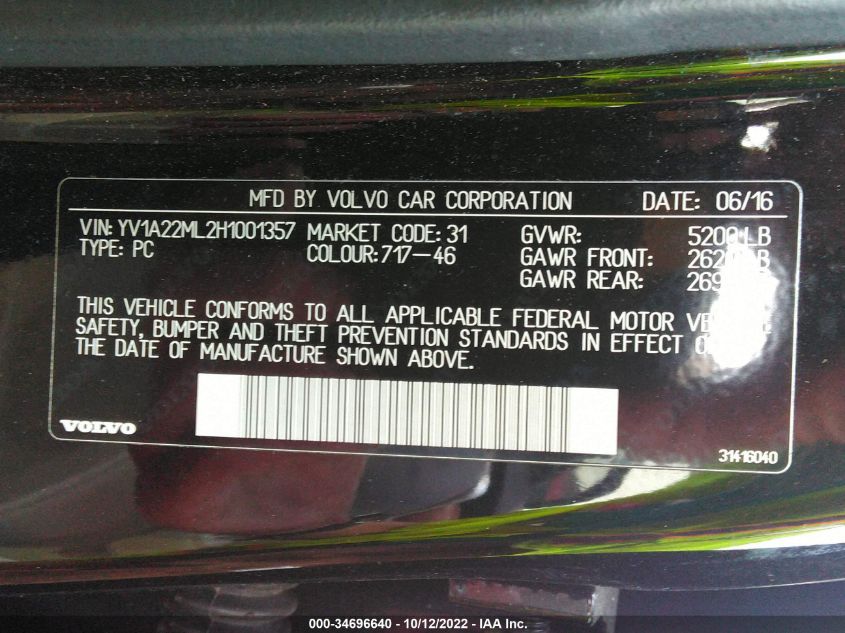 MFD BY VOLVO CAR CORPORATION DATE: 06/16
VIN: YV1A22ML2H1001357 MARKET CODE: 31 GVWR: 5200 LB
TYPE: PC COLOUR: 717-46 GAWR FRONT:
GAWR REAR:
THIS VEHICLE CONFORMS TO ALL APPLICABLE FEDERAL MOTOR
SAFETY, BUMPER AND THEFT PREVENTION STANDARDS IN EFFECT
THE DATE OF MANUFACTURE SHOWN ABOVE.
VOLVO
31416040
000-34696640 - 10/12/2022 - IAA Inc.